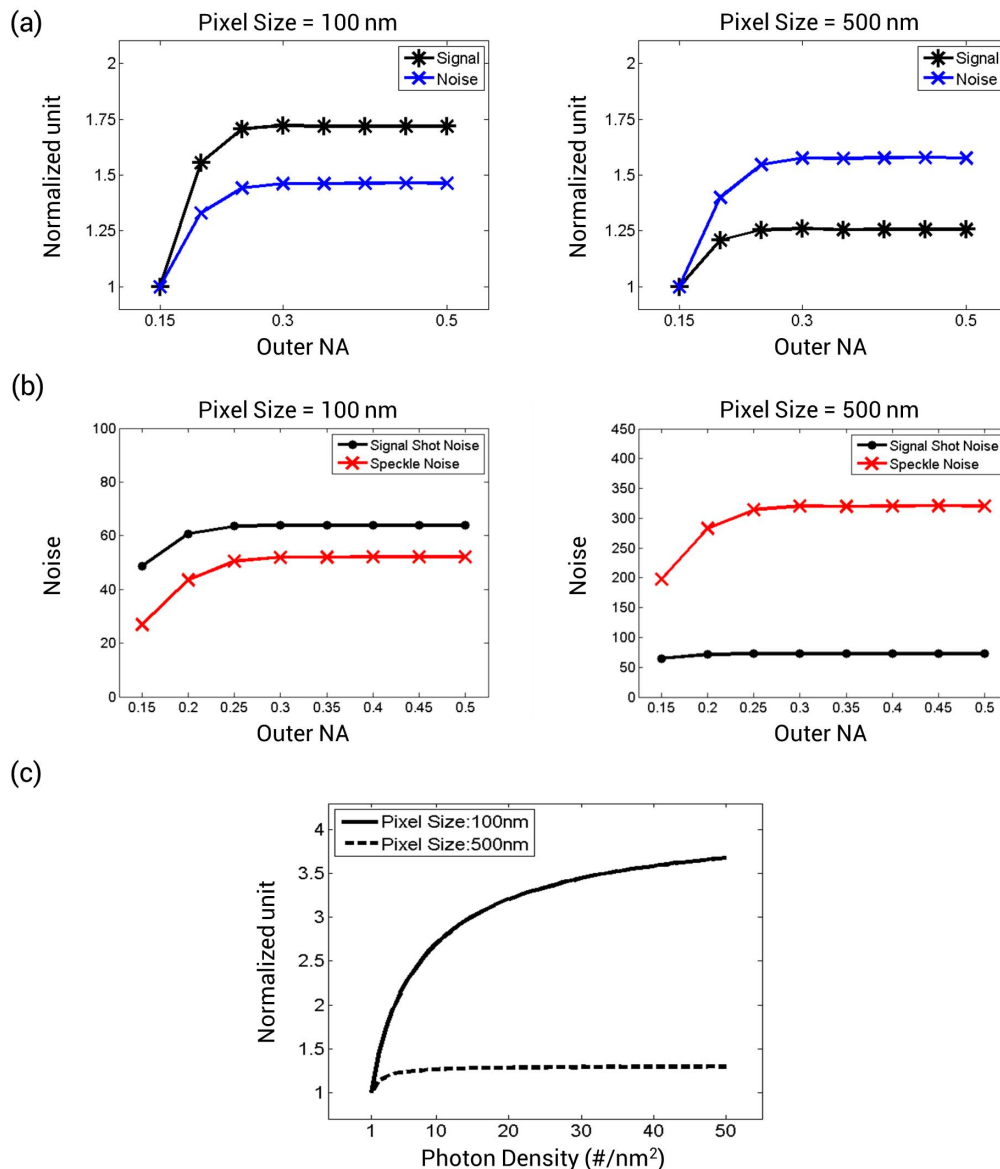 (a)
Pixel Size = 100 nm
Normalized unit
2
1.75
1.5
1.25
1
Signal
Noise
0.15
0.3
0.5
Outer NA
Pixel Size = 500 nm
Normalized unit
2
1.75
1.5
1.25
1
Signal
Noise
0.15
0.3
0.5
Outer NA
(b)
Pixel Size = 100 nm
Noise
100
80
60
40
20
0
Signal Shot Noise
Speckle Noise
0.15 0.2 0.25 0.3 0.35 0.4 0.45 0.5
Outer NA
Pixel Size = 500 nm
Noise
450
400
350
300
250
200
150
100
50
0
Signal Shot Noise
Speckle Noise
0.15 0.2 0.25 0.3 0.35 0.4 0.45 0.5
Outer NA
(c)
Normalized unit
4
3.5
3
2.5
2
1.5
1
Pixel Size:100nm
Pixel Size:500nm
1 10 20 30 40 50
Photon Density (#/nm²)